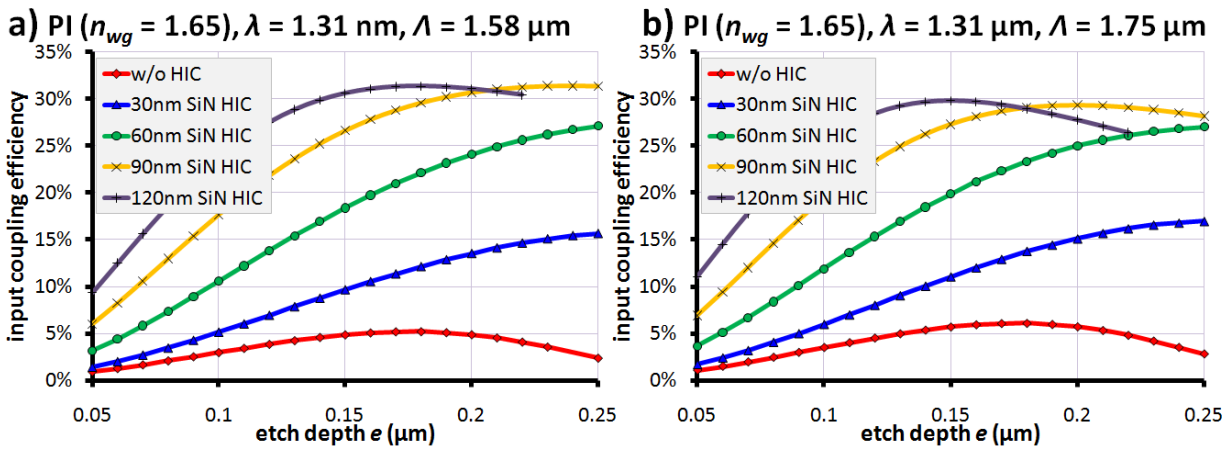 a) PI (n_wg = 1.65), λ = 1.31 nm, Λ = 1.58 µm
35%
30%
25%
20%
15%
10%
5%
0%
input coupling efficiency
w/o HIC
30nm SiN HIC
60nm SiN HIC
90nm SiN HIC
120nm SiN HIC
0.05
0.1
0.15
0.2
0.25
etch depth e (µm)
b) PI (n_wg = 1.65), λ = 1.31 µm, Λ = 1.75 µm
35%
30%
25%
20%
15%
10%
5%
0%
input coupling efficiency
w/o HIC
30nm SiN HIC
60nm SiN HIC
90nm SiN HIC
120nm SiN HIC
0.05
0.1
0.15
0.2
0.25
etch depth e (µm)